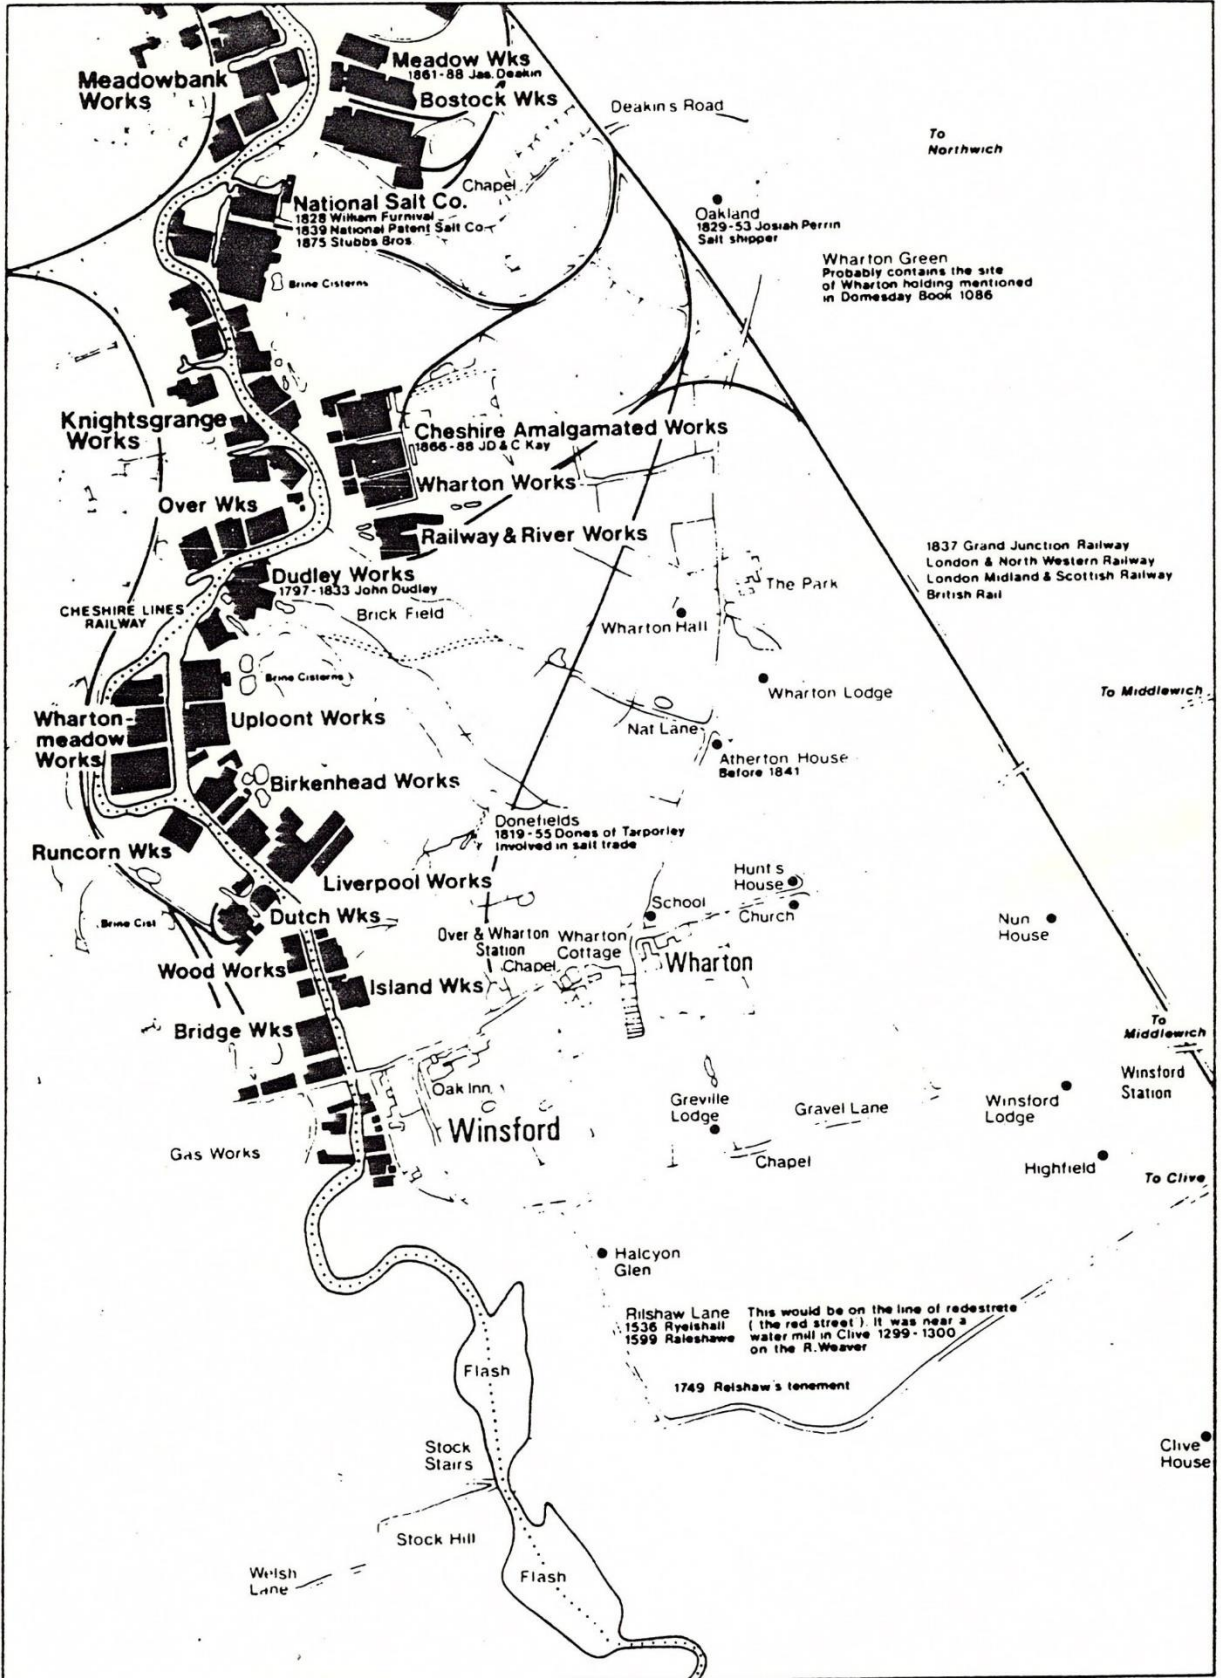 Meadowbank
Works
Meadow Wks
1861-88 Jas. Deakin
Bostock Wks
Deakins Road
To
Northwich
Chapel
National Salt Co.
1828 William Furnival
1839 National Patent Salt Co
1875 Stubbs Bros
Brine Cisterns
Oakland
1829-53 Josiah Perrin
Salt shipper
Wharton Green
Probably contains the site
of Wharton holding mentioned
in Domesday Book 1086
Knightsgrange
Works
Cheshire Amalgamated Works
1866-88 JD & C Kay
Wharton Works
Over Wks
Railway & River Works
1837 Grand Junction Railway
London & North Western Railway
London Midland & Scottish Railway
British Rail
Dudley Works
1797-1833 John Dudley
CHESHIRE LINES
RAILWAY
Brick Field
The Park
Wharton Hall
Brine Cisterns
Wharton Lodge
To Middlewich
Wharton-
meadow
Works
Uploont Works
Nat Lane
Atherton House
Before 1841
Birkenhead Works
Donefields
1819-55 Dones of Tarporley
Involved in salt trade
Runcorn Wks
Liverpool Works
Hunt's
House
School
Church
Nun
House
Brine Cist
Dutch Wks
Over & Wharton
Station
Wharton
Cottage
Chapel
Wharton
Wood Works
Island Wks
Bridge Wks
To
Middlewich
Winsford
Station
Oak Inn
Greville
Lodge
Gravel Lane
Winsford
Lodge
Winsford
Gas Works
Chapel
Highfield
To Clive
Halcyon
Glen
Rilshaw Lane
1536 Ryelshall
1599 Raleshawe
This would be on the line of redestrete
( the red street ). It was near a
water mill in Clive 1299-1300
on the R. Weaver
1749 Relshaw's tenement
Flash
Stock
Stairs
Clive
House
Stock Hill
Welsh
Lane
Flash